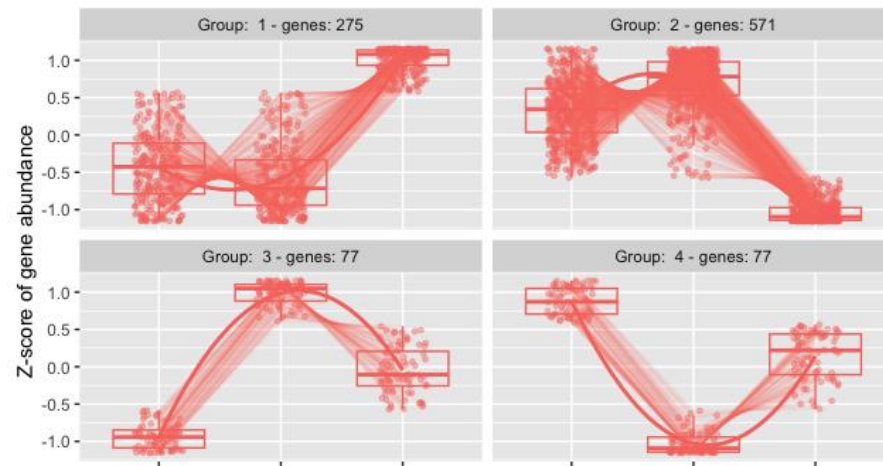 Group: 1 - genes: 275
Group: 2 - genes: 571
1.0
0.5
0.0
-0.5
-1.0
Group: 3 - genes: 77
Group: 4 - genes: 77
1.0
0.5
0.0
-0.5
-1.0
Z-score of gene abundance